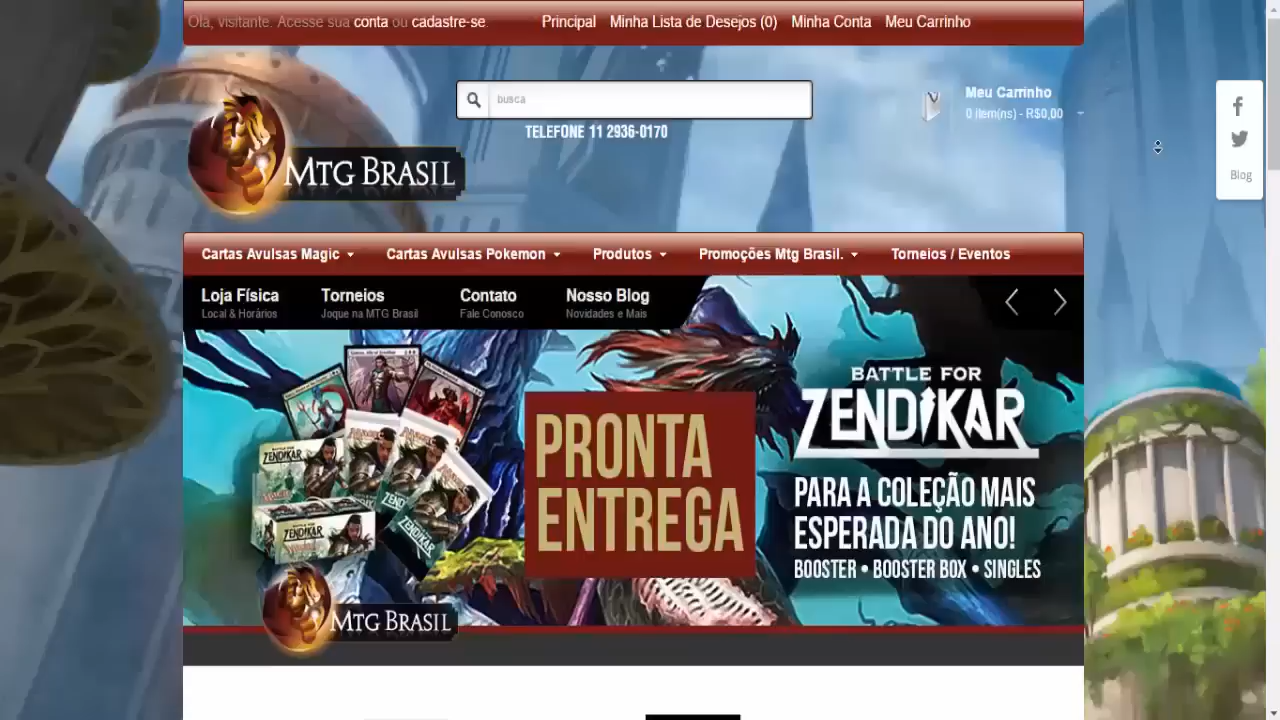 Olá, visitante. Acesse sua conta ou cadastre-se.
Principal Minha Lista de Desejos (0) Minha Conta Meu Carrinho
busca
TELEFONE 11 2936-0170
Meu Carrinho
0 item(ns) - R$0,00
Blog
MTG BRASIL
Cartas Avulsas Magic Cartas Avulsas Pokemon Produtos Promoções Mtg Brasil. Torneios / Eventos
Loja Física Torneios Contato Nosso Blog
Local & Horários Joque na MTG Brasil Fale Conosco Novidades e Mais
BATTLE FOR
ZENDIKAR
PRONTA
ENTREGA
PARA A COLEÇÃO MAIS
ESPERADA DO ANO!
BOOSTER • BOOSTER BOX • SINGLES
ZENDIKAR
ZENDIKAR
ZENDIKAR
MTG BRASIL